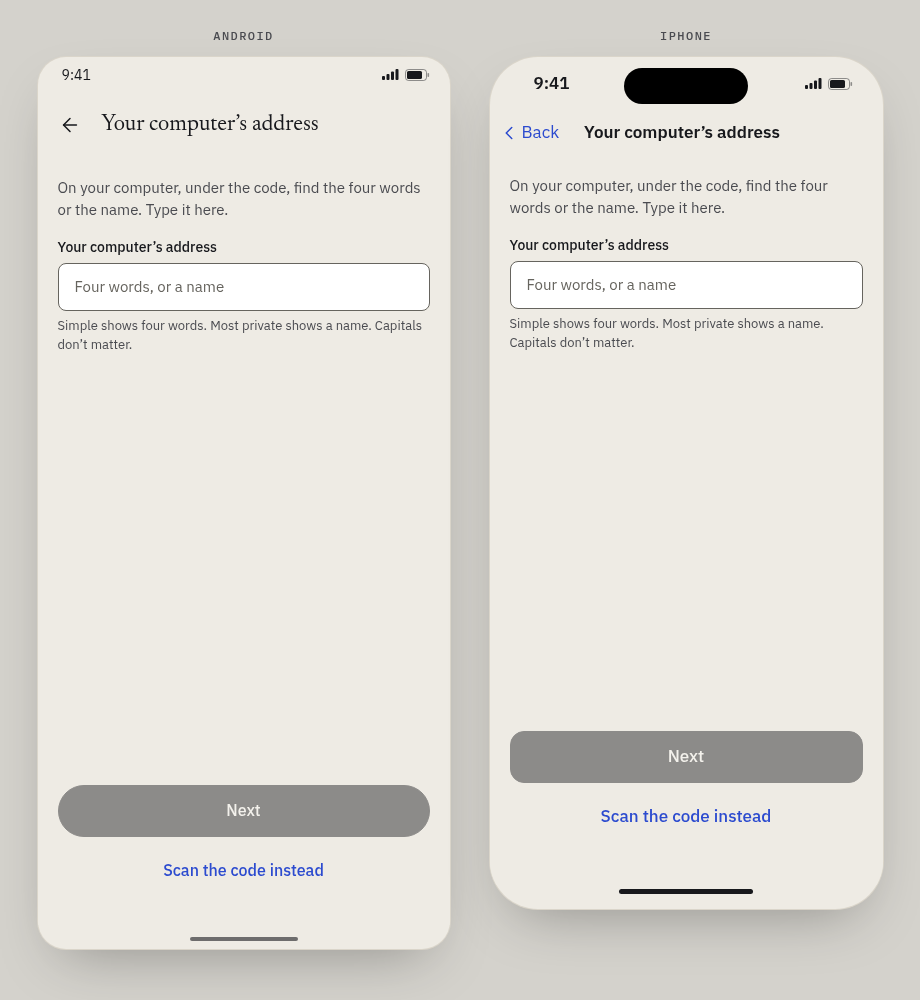 ANDROID
9:41
Your computer’s address
On your computer, under the code, find the four words
or the name. Type it here.
Your computer’s address
Four words, or a name
Simple shows four words. Most private shows a name. Capitals
don’t matter.
Next
Scan the code instead
IPHONE
9:41
Back
Your computer’s address
On your computer, under the code, find the four
words or the name. Type it here.
Your computer’s address
Four words, or a name
Simple shows four words. Most private shows a name.
Capitals don’t matter.
Next
Scan the code instead